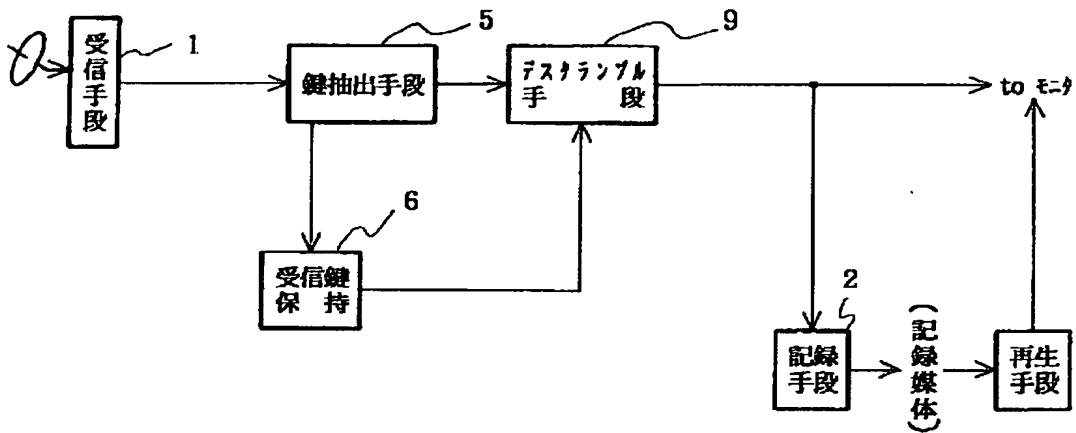 受信手段
1
鍵抽出手段
5
デスクランブル
手 段
9
to モニタ
受信鍵
保 持
6
記録
手段
2
(記録媒体)
再生
手段